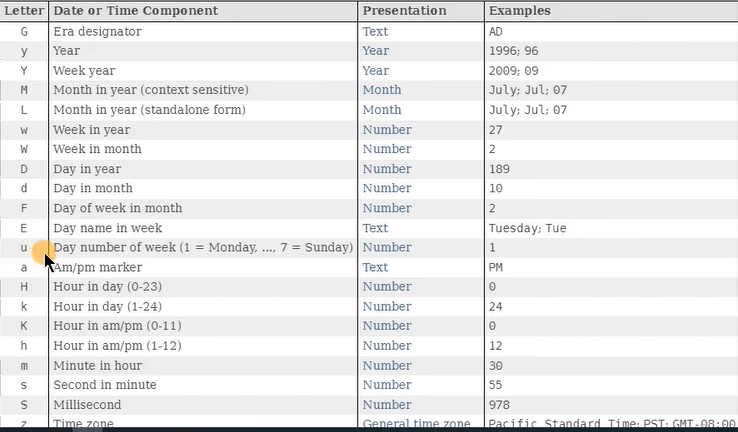 Letter Date or Time Component Presentation Examples
G Era designator Text AD
y Year Year 1996; 96
Y Week year Year 2009; 09
M Month in year (context sensitive) Month July; Jul; 07
L Month in year (standalone form) Month July; Jul; 07
w Week in year Number 27
W Week in month Number 2
D Day in year Number 189
d Day in month Number 10
F Day of week in month Number 2
E Day name in week Text Tuesday; Tue
u Day number of week (1 = Monday, ..., 7 = Sunday) Number 1
a Am/pm marker Text PM
H Hour in day (0-23) Number 0
k Hour in day (1-24) Number 24
K Hour in am/pm (0-11) Number 0
h Hour in am/pm (1-12) Number 12
m Minute in hour Number 30
s Second in minute Number 55
S Millisecond Number 978
z Time zone General time zone Pacific Standard Time; PST; GMT-08:00